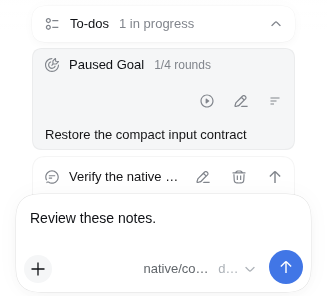 To-dos 1 in progress
Paused Goal 1/4 rounds
Restore the compact input contract
Verify the native ...
Review these notes.
native/co... d...